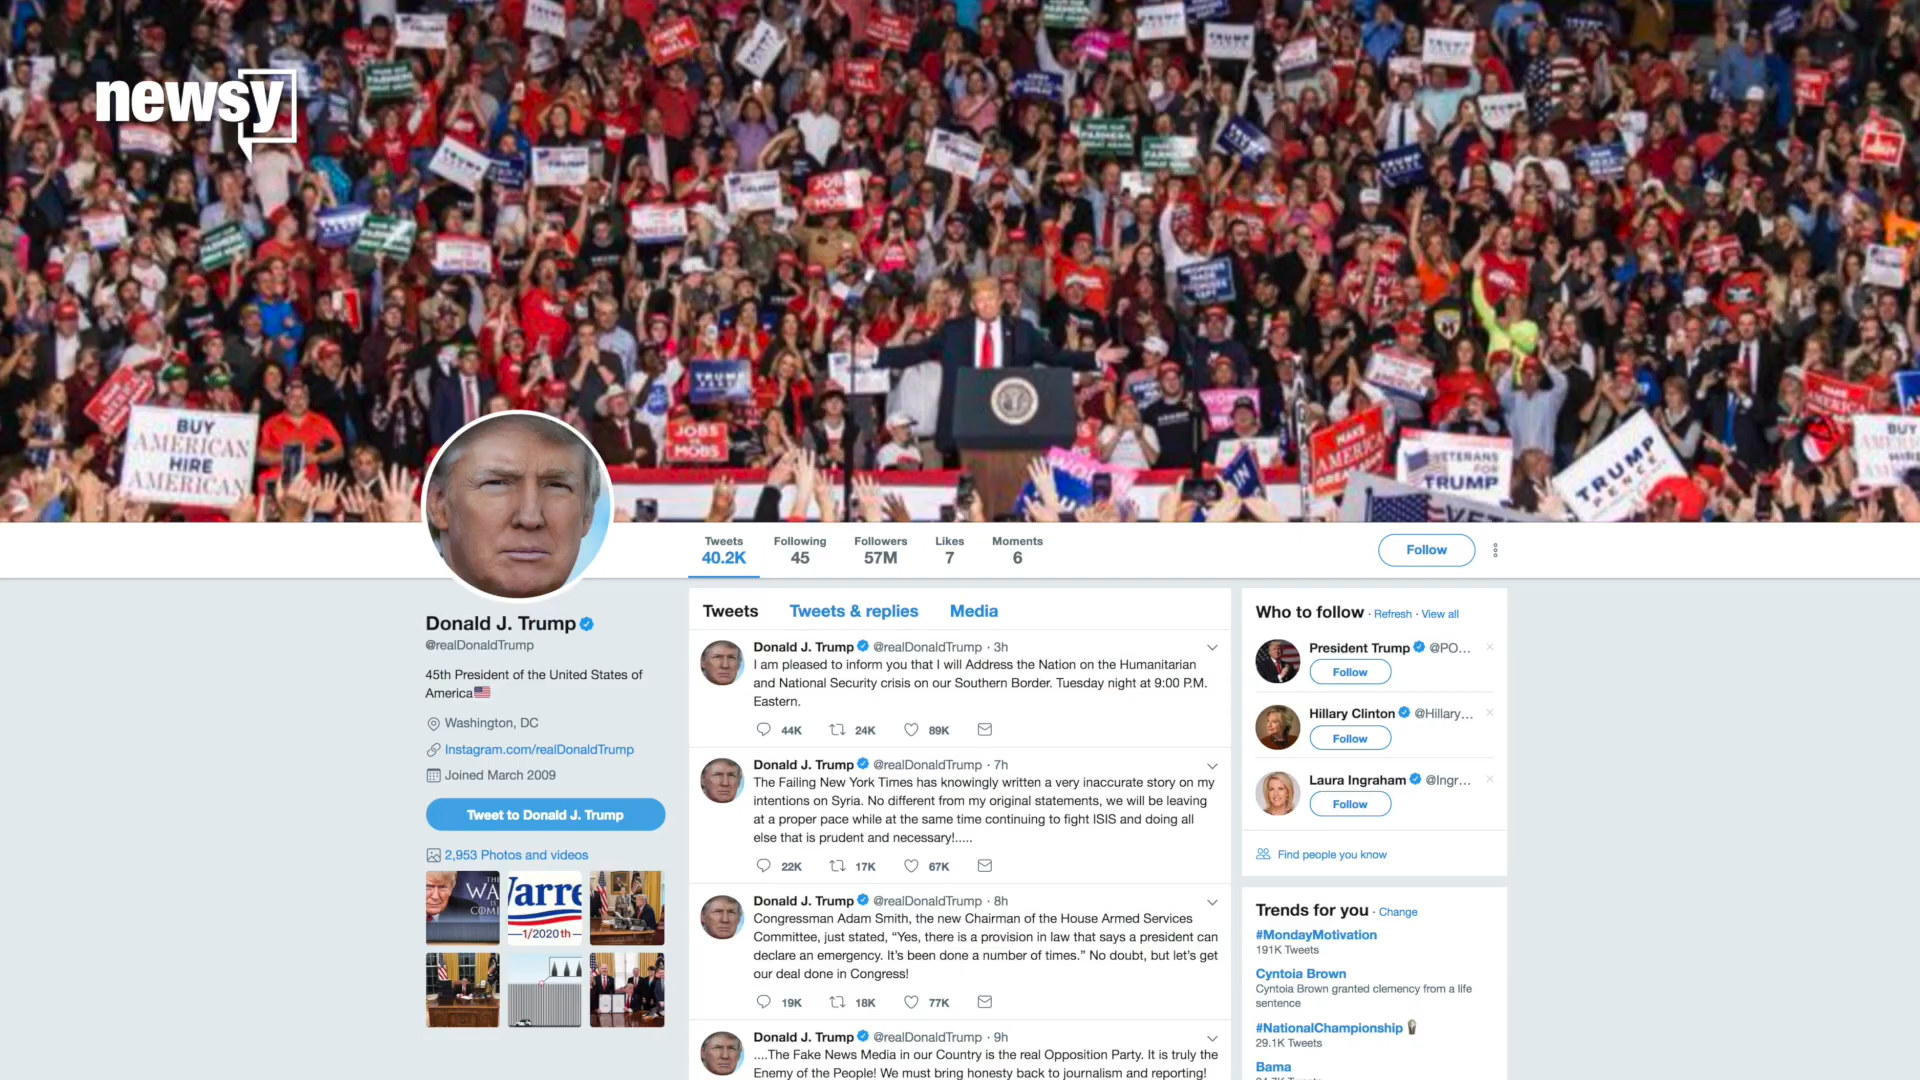 newsy
BUY
AMERICAN
HIRE
AMERICAN
JOBS
MOBS
TRUMP
MAKE
AMERICA
VETERANS
FOR
TRUMP
TRUMP
PENCE
BUY
Tweets
40.2K
Following
45
Followers
57M
Likes
7
Moments
6
Follow
Donald J. Trump
@realDonaldTrump
45th President of the United States of
America
Washington, DC
Instagram.com/realDonaldTrump
Joined March 2009
Tweet to Donald J. Trump
2,953 Photos and videos
THE
WA
IS
COMI
arre
1/2020th
Tweets Tweets & replies Media
Donald J. Trump @realDonaldTrump · 3h
I am pleased to inform you that I will Address the Nation on the Humanitarian
and National Security crisis on our Southern Border. Tuesday night at 9:00 P.M.
Eastern.
44K 24K 89K
Donald J. Trump @realDonaldTrump · 7h
The Failing New York Times has knowingly written a very inaccurate story on my
intentions on Syria. No different from my original statements, we will be leaving
at a proper pace while at the same time continuing to fight ISIS and doing all
else that is prudent and necessary!.....
22K 17K 67K
Donald J. Trump @realDonaldTrump · 8h
Congressman Adam Smith, the new Chairman of the House Armed Services
Committee, just stated, “Yes, there is a provision in law that says a president can
declare an emergency. It’s been done a number of times.” No doubt, but let’s get
our deal done in Congress!
19K 18K 77K
Donald J. Trump @realDonaldTrump · 9h
....The Fake News Media in our Country is the real Opposition Party. It is truly the
Enemy of the People! We must bring honesty back to journalism and reporting!
Who to follow · Refresh · View all
President Trump @PO...
Follow
Hillary Clinton @Hillary...
Follow
Laura Ingraham @Ingr...
Follow
Find people you know
Trends for you · Change
#MondayMotivation
191K Tweets
Cyntoia Brown
Cyntoia Brown granted clemency from a life
sentence
#NationalChampionship
29.1K Tweets
Bama